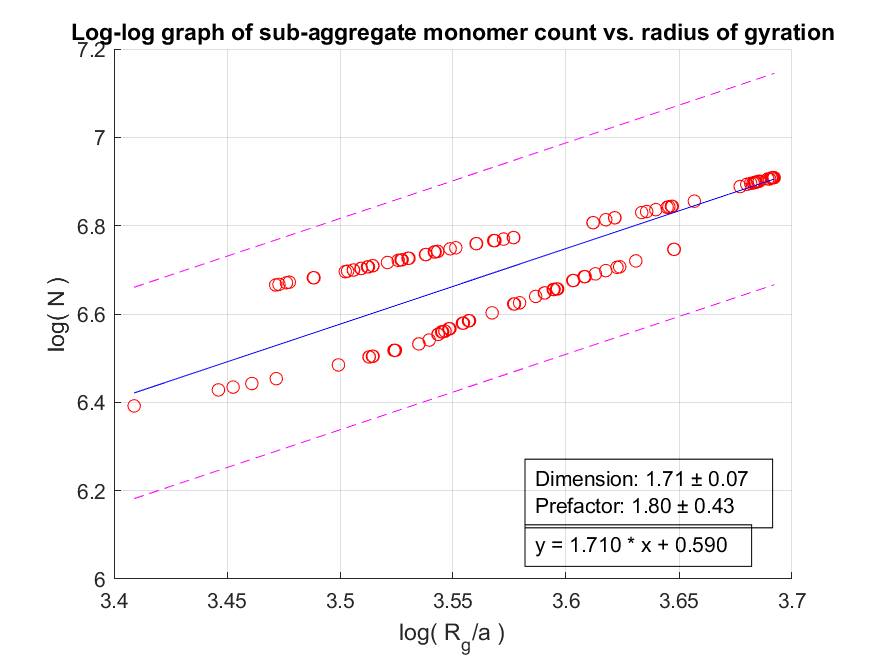 Log-log graph of sub-aggregate monomer count vs. radius of gyration
7.2
7
6.8
6.6
6.4
6.2
6
log( N )
Dimension: 1.71 ± 0.07
Prefactor: 1.80 ± 0.43
y = 1.710 * x + 0.590
3.4 3.45 3.5 3.55 3.6 3.65 3.7
log( R_g/a )